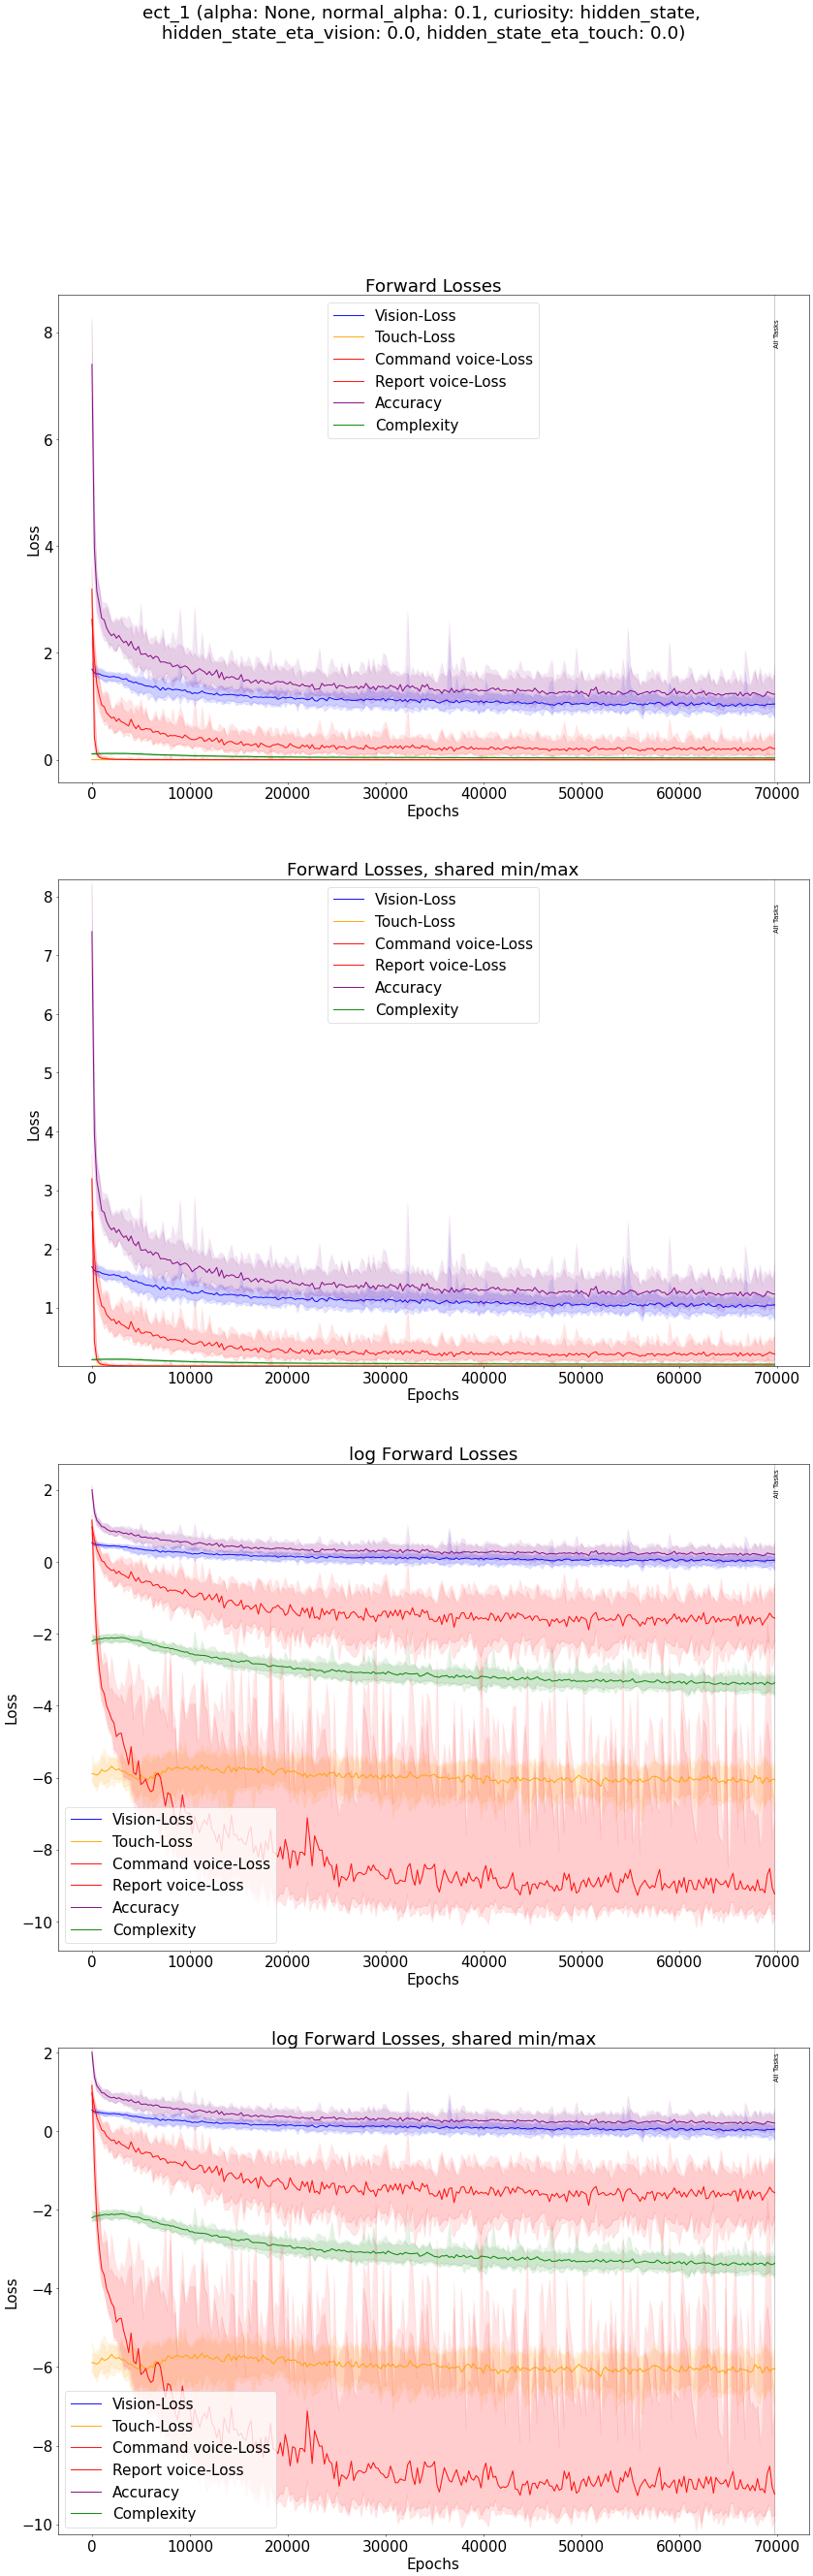 ect_1 (alpha: None, normal_alpha: 0.1, curiosity: hidden_state,
hidden_state_eta_vision: 0.0, hidden_state_eta_touch: 0.0)
Forward Losses
Vision-Loss
Touch-Loss
Command voice-Loss
Report voice-Loss
Accuracy
Complexity
All Tasks
8
6
4
2
0
Loss
0 10000 20000 30000 40000 50000 60000 70000
Epochs
Forward Losses, shared min/max
Vision-Loss
Touch-Loss
Command voice-Loss
Report voice-Loss
Accuracy
Complexity
All Tasks
8
7
6
5
4
3
2
1
Loss
0 10000 20000 30000 40000 50000 60000 70000
Epochs
log Forward Losses
All Tasks
2
0
−2
−4
−6
−8
−10
Loss
Vision-Loss
Touch-Loss
Command voice-Loss
Report voice-Loss
Accuracy
Complexity
0 10000 20000 30000 40000 50000 60000 70000
Epochs
log Forward Losses, shared min/max
All Tasks
2
0
−2
−4
−6
−8
−10
Loss
Vision-Loss
Touch-Loss
Command voice-Loss
Report voice-Loss
Accuracy
Complexity
0 10000 20000 30000 40000 50000 60000 70000
Epochs